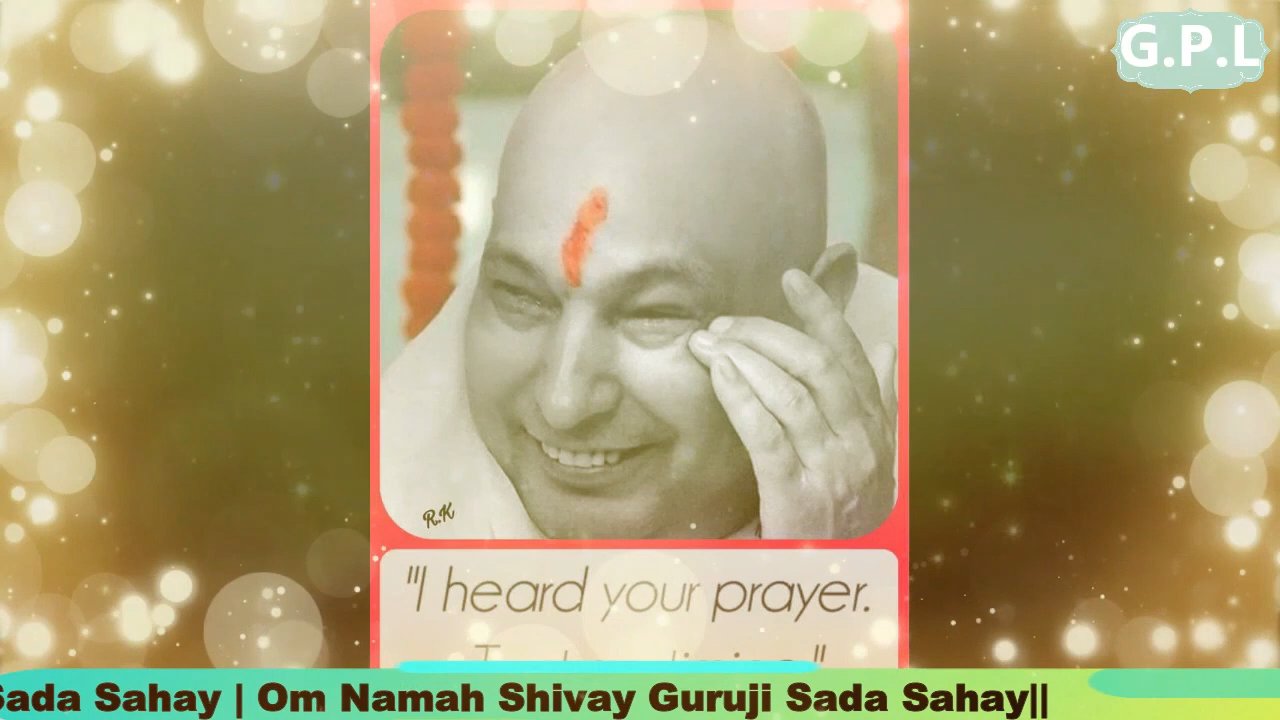 G.P.L
R.K
"I heard your prayer.
Sada Sahay | Om Namah Shivay Guruji Sada Sahay||